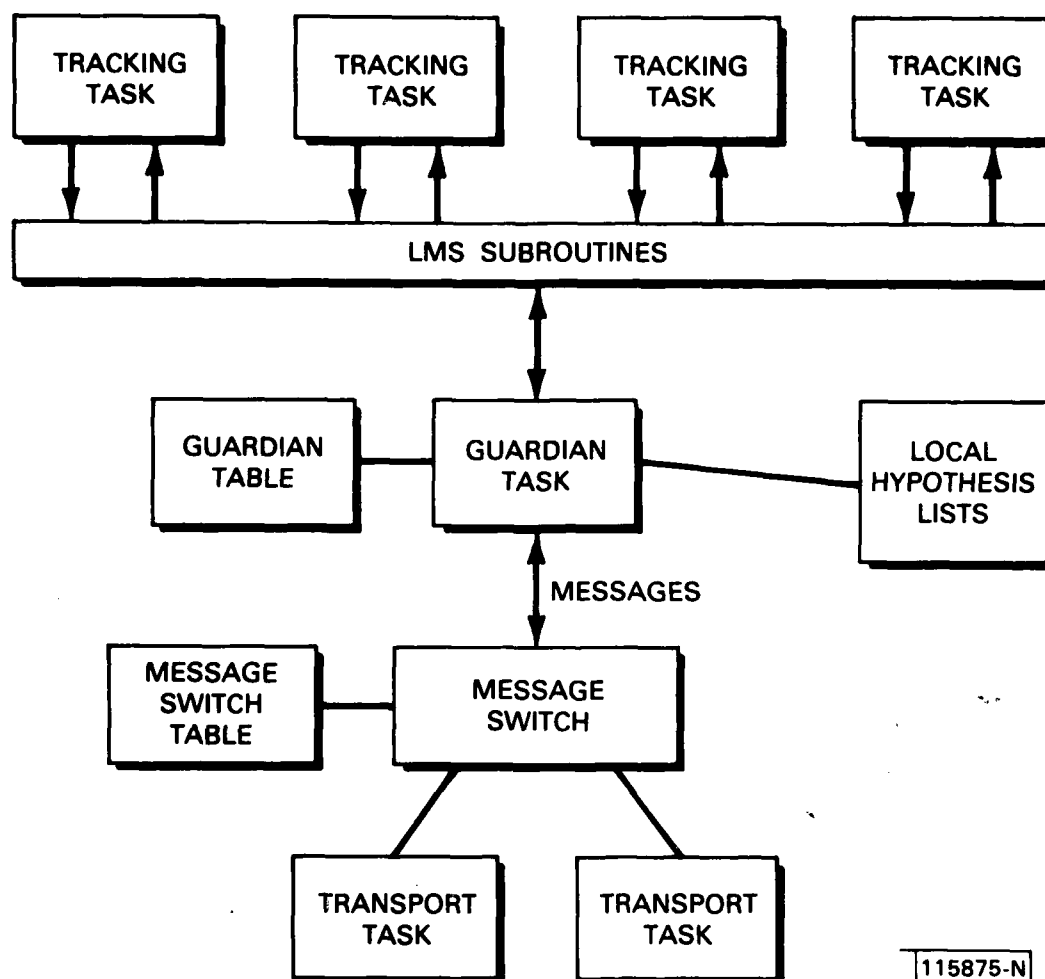 TRACKING
TASK
TRACKING
TASK
TRACKING
TASK
TRACKING
TASK
LMS SUBROUTINES
GUARDIAN
TABLE
GUARDIAN
TASK
LOCAL
HYPOTHESIS
LISTS
MESSAGES
MESSAGE
SWITCH
TABLE
MESSAGE
SWITCH
TRANSPORT
TASK
TRANSPORT
TASK
115875-N